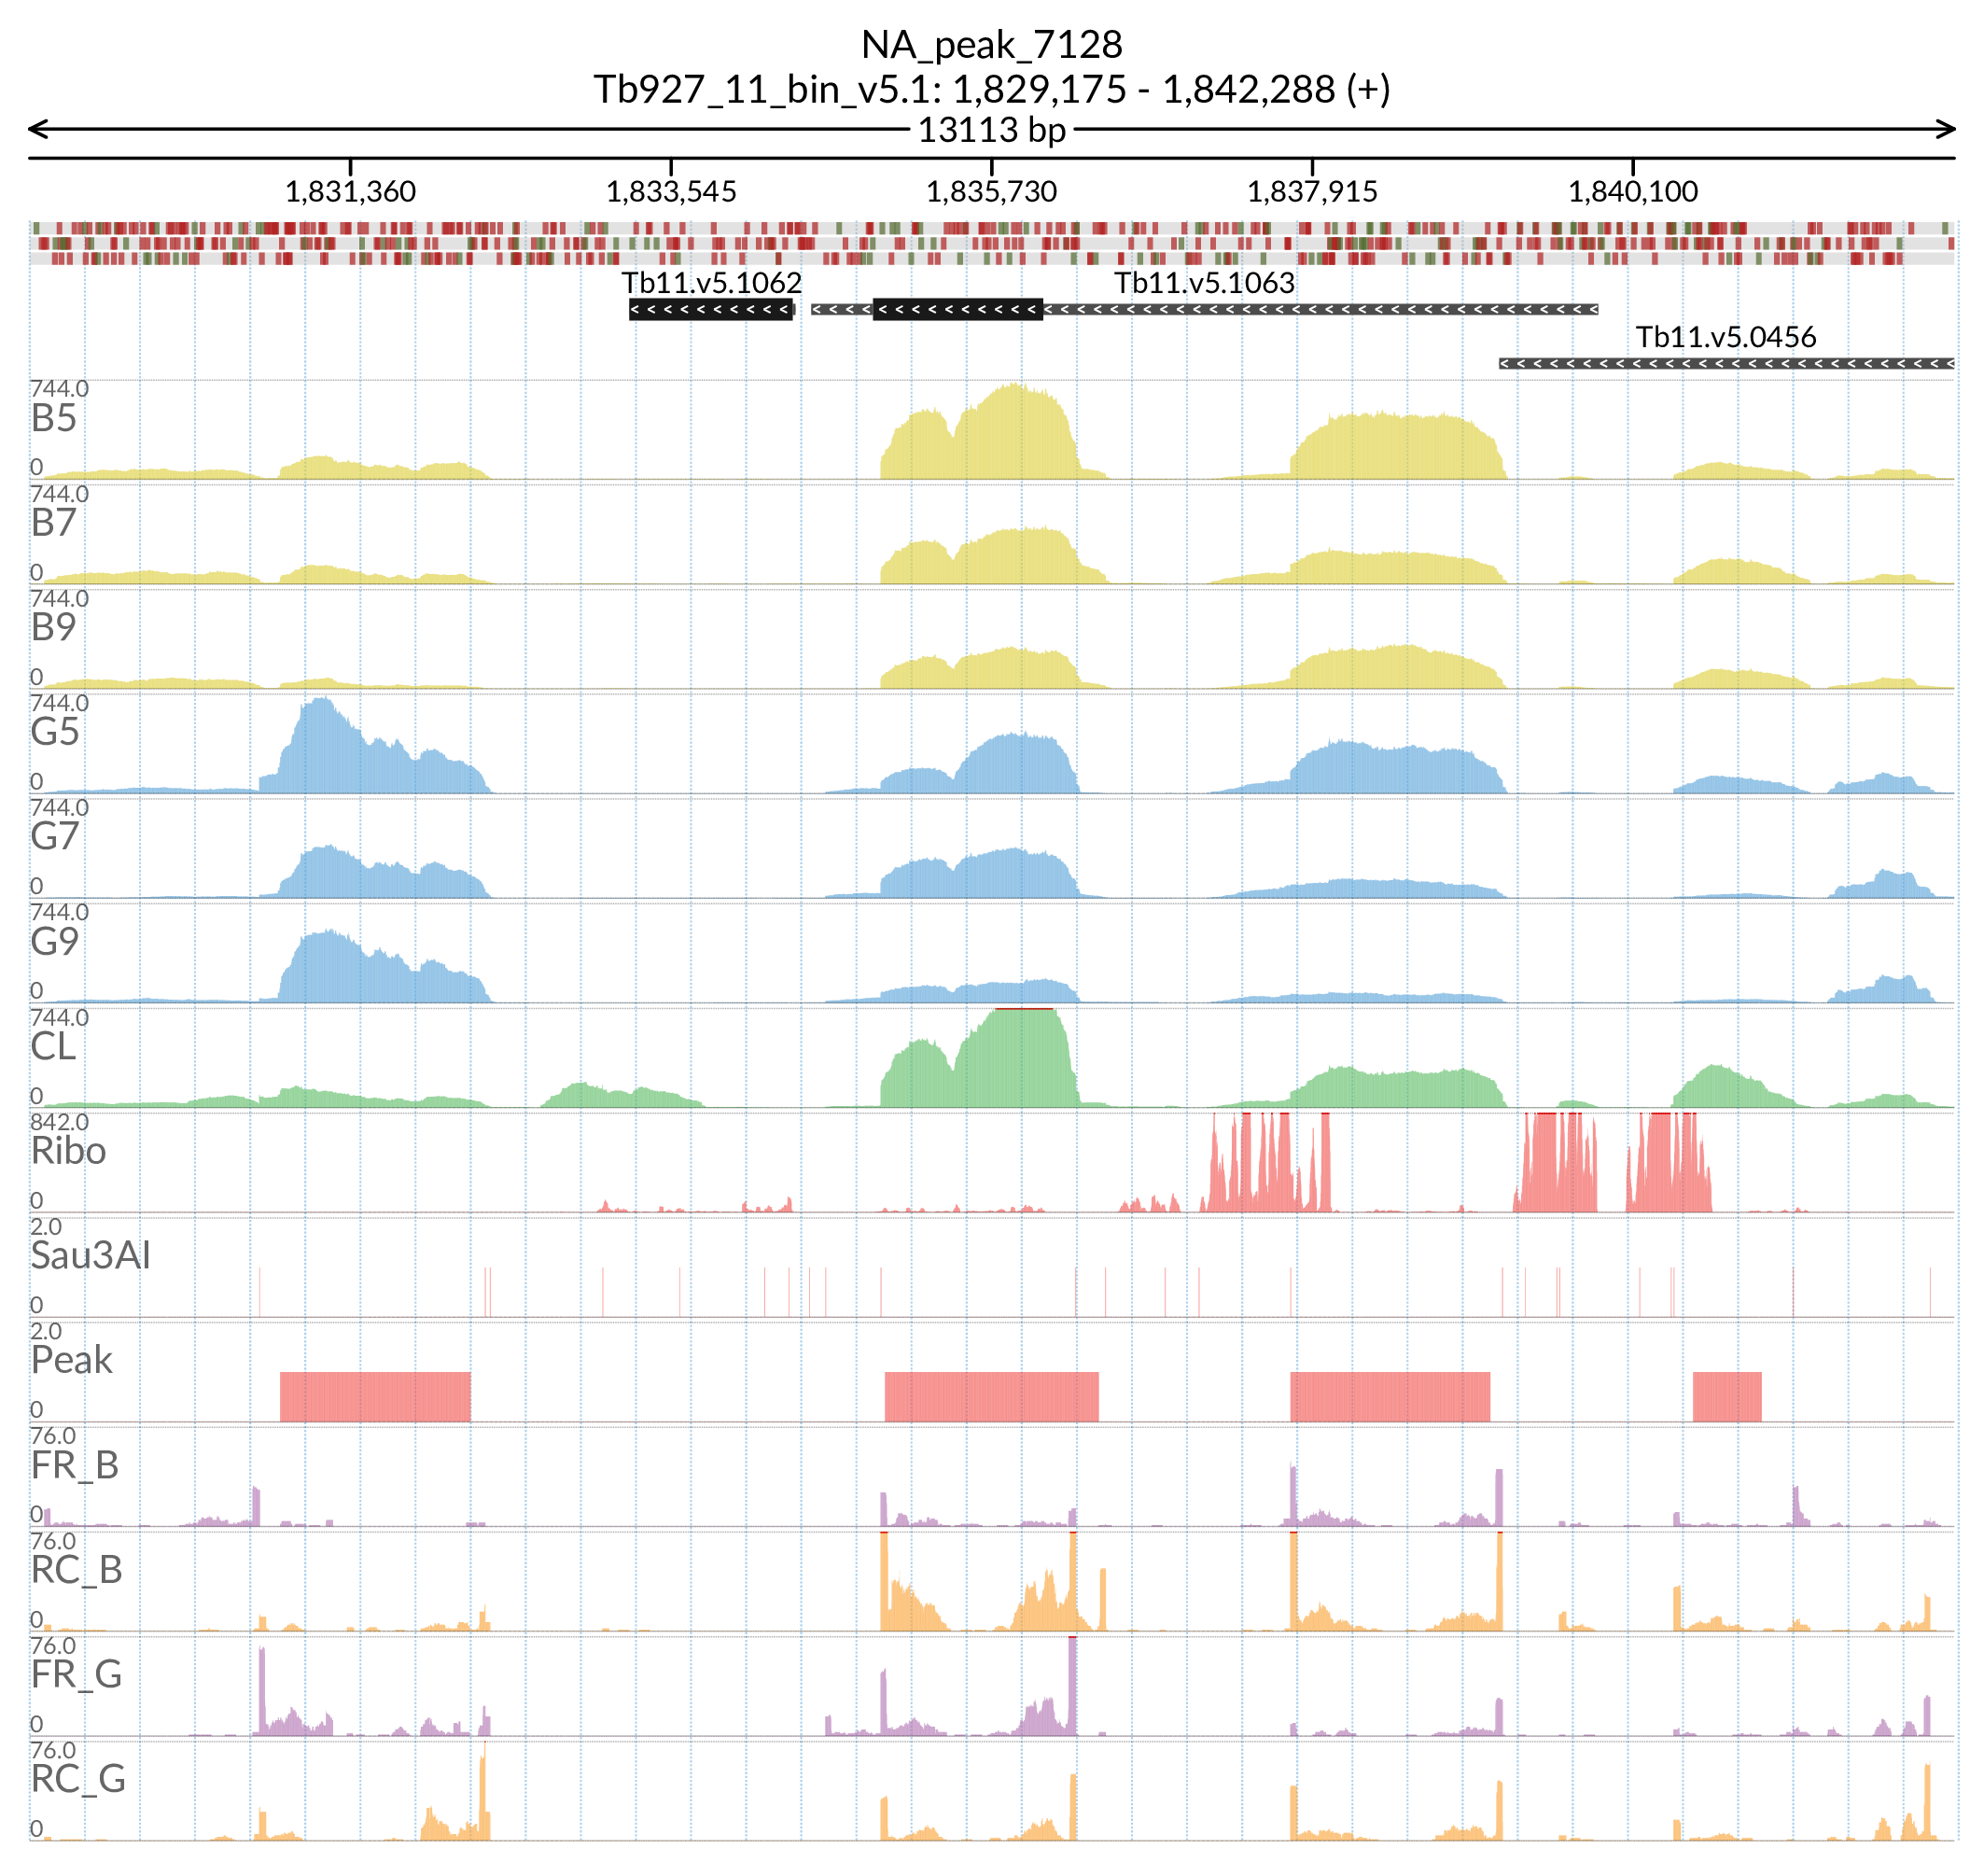 NA_peak_7128
Tb927_11_bin_v5.1: 1,829,175 - 1,842,288 (+)
13113 bp
1,831,360 1,833,545 1,835,730 1,837,915 1,840,100
Tb11.v5.1062 Tb11.v5.1063
Tb11.v5.0456
744.0
B5
0
744.0
B7
0
744.0
B9
0
744.0
G5
0
744.0
G7
0
744.0
G9
0
744.0
CL
0
842.0
Ribo
0
2.0
Sau3AI
0
2.0
Peak
0
76.0
FR_B
0
76.0
RC_B
0
76.0
FR_G
0
76.0
RC_G
0